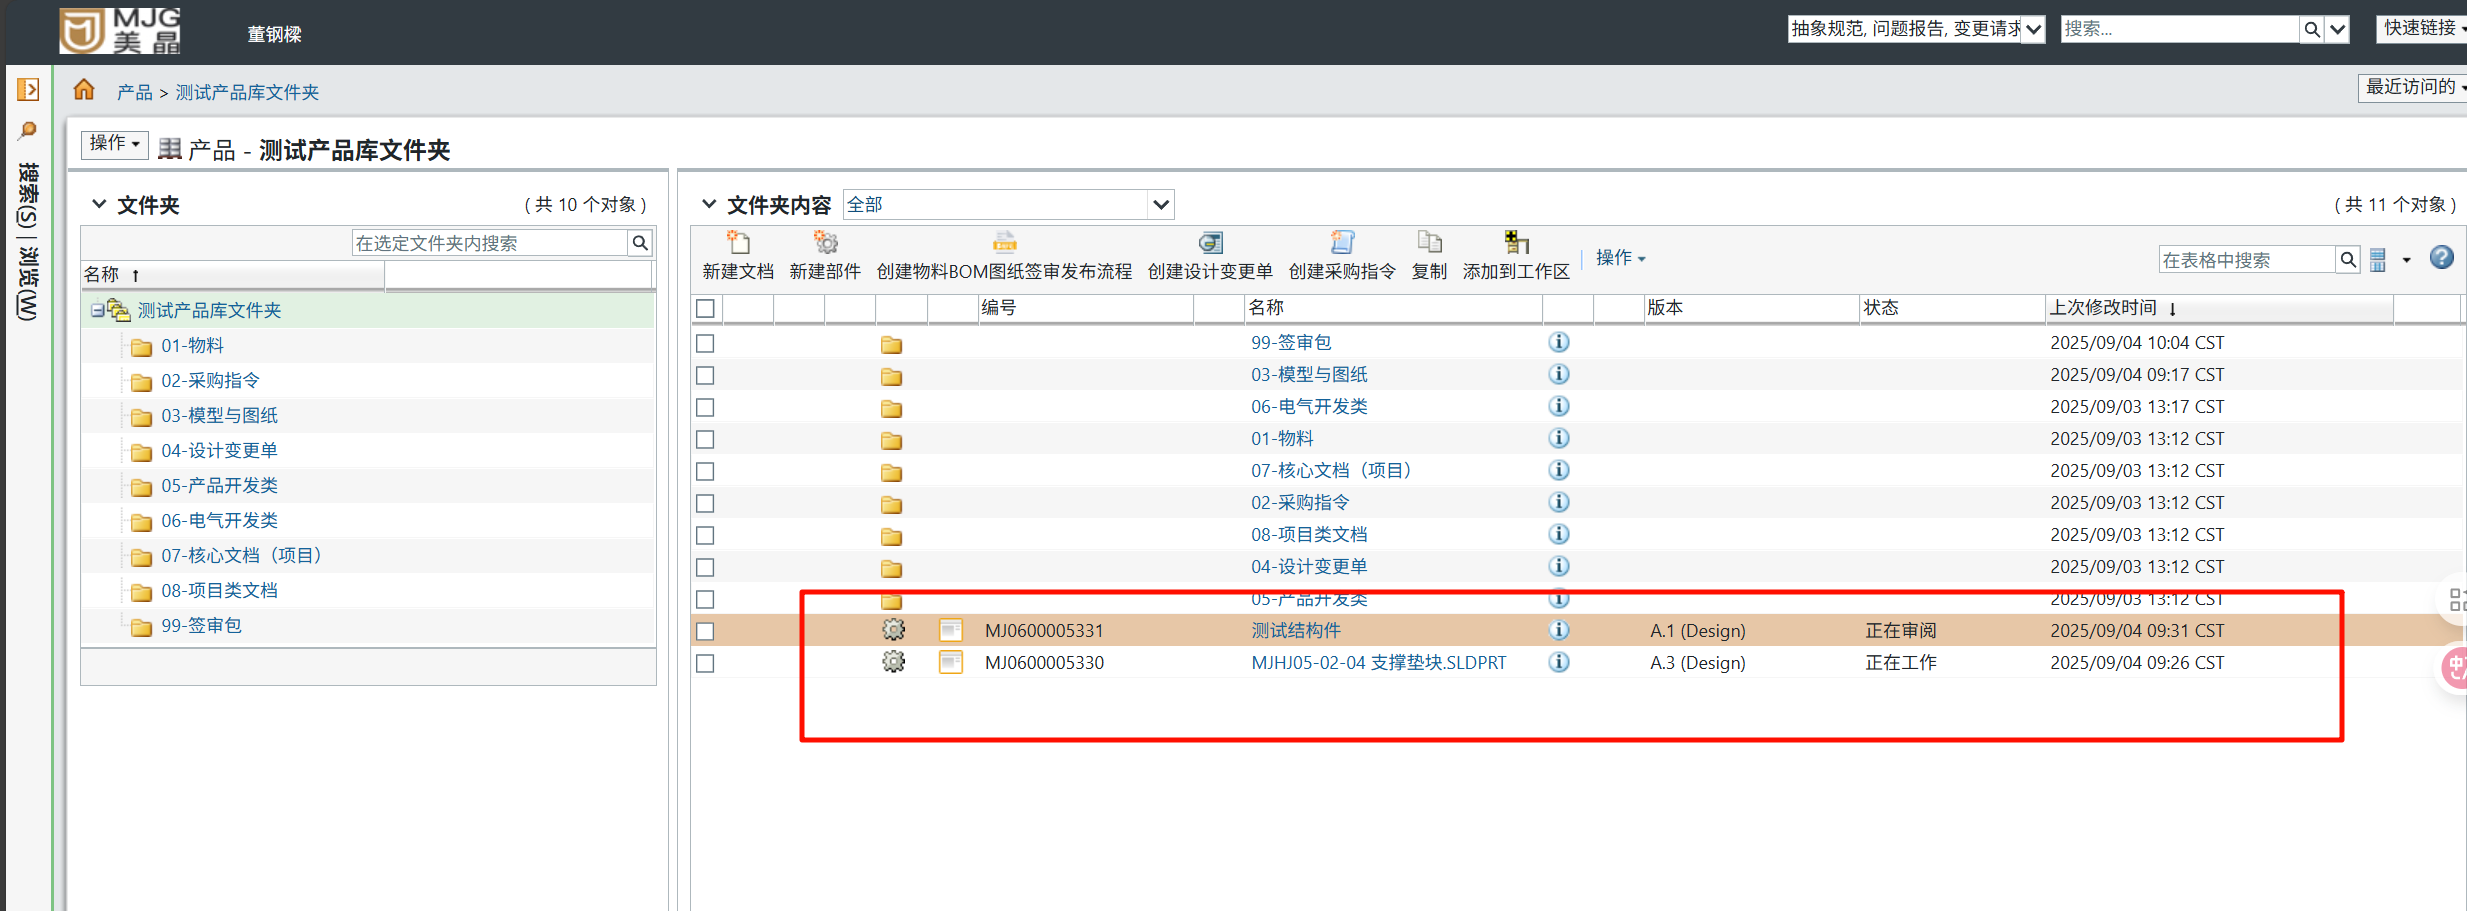 MJG
美晶
董钢樑
抽象规范, 问题报告, 变更请求
搜索...
快速链接
产品 > 测试产品库文件夹
最近访问的
搜索(S) | 浏览(W)
操作
产品 - 测试产品库文件夹
文件夹
( 共 10 个对象 )
在选定文件夹内搜索
名称 ↑
测试产品库文件夹
01-物料
02-采购指令
03-模型与图纸
04-设计变更单
05-产品开发类
06-电气开发类
07-核心文档（项目）
08-项目类文档
99-签审包
文件夹内容
全部
( 共 11 个对象 )
新建文档 新建部件 创建物料BOM图纸签审发布流程 创建设计变更单 创建采购指令 复制 添加到工作区 操作
在表格中搜索
编号 名称 版本 状态 上次修改时间 ↓
99-签审包 2025/09/04 10:04 CST
03-模型与图纸 2025/09/04 09:17 CST
06-电气开发类 2025/09/03 13:17 CST
01-物料 2025/09/03 13:12 CST
07-核心文档（项目） 2025/09/03 13:12 CST
02-采购指令 2025/09/03 13:12 CST
08-项目类文档 2025/09/03 13:12 CST
04-设计变更单 2025/09/03 13:12 CST
05-产品开发类 2025/09/03 13:12 CST
MJ0600005331 测试结构件 A.1 (Design) 正在审阅 2025/09/04 09:31 CST
MJ0600005330 MJHJ05-02-04 支撑垫块.SLDPRT A.3 (Design) 正在工作 2025/09/04 09:26 CST